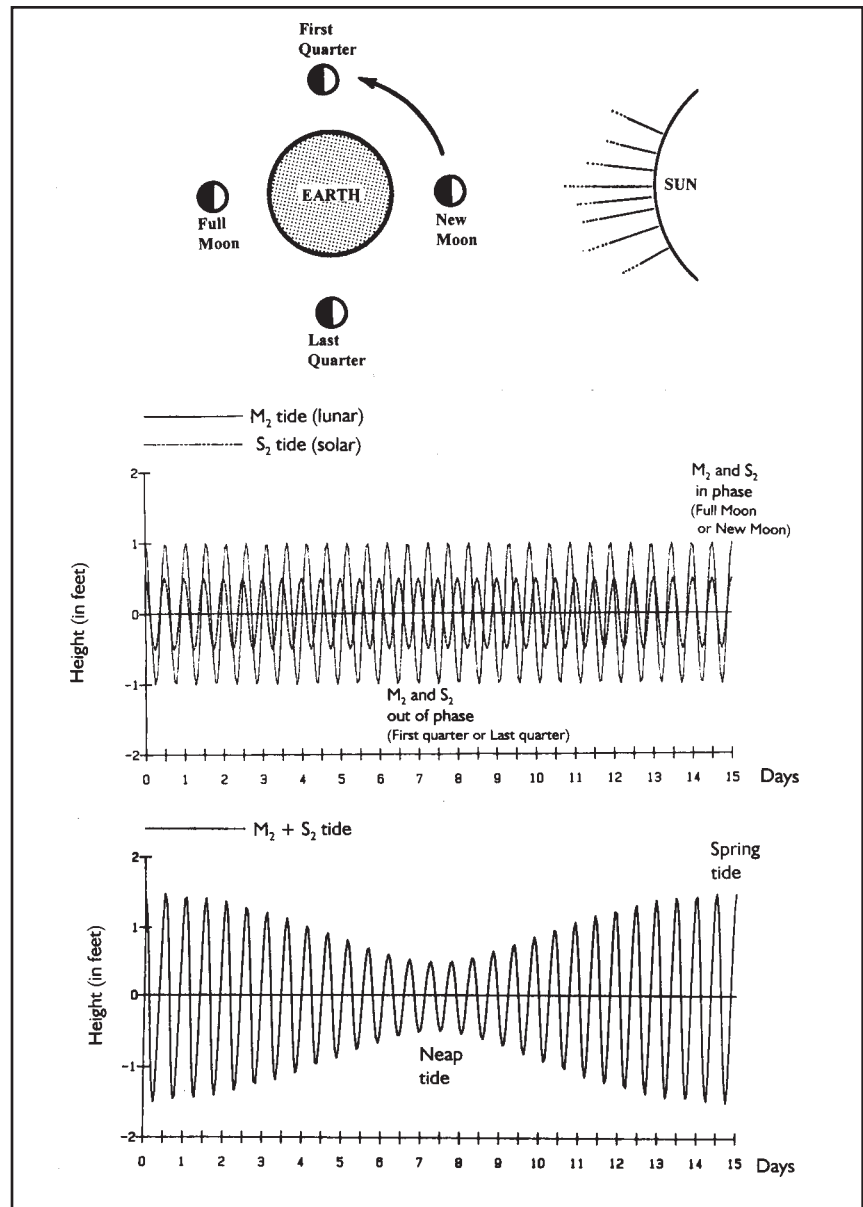 First
Quarter
EARTH
SUN
Full
Moon
New
Moon
Last
Quarter
M₂ tide (lunar)
S₂ tide (solar)
M₂ and S₂
in phase
(Full Moon
or New Moon)
Height (in feet)
2
1
0
-1
-2
M₂ and S₂
out of phase
(First quarter or Last quarter)
0 1 2 3 4 5 6 7 8 9 10 11 12 13 14 15 Days
M₂ + S₂ tide
Spring
tide
Height (in feet)
2
1
0
-1
-2
Neap
tide
0 1 2 3 4 5 6 7 8 9 10 11 12 13 14 15 Days